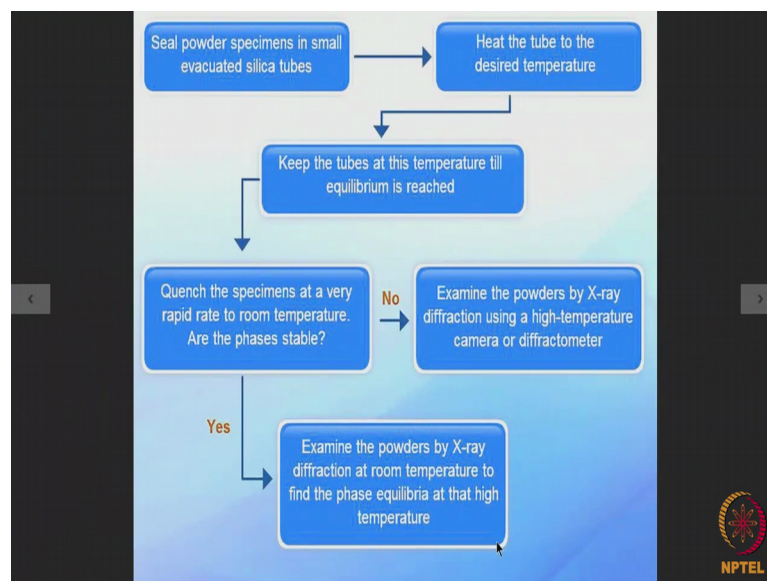 Seal powder specimens in small
evacuated silica tubes
Heat the tube to the
desired temperature
Keep the tubes at this temperature till
equilibrium is reached
Quench the specimens at a very
rapid rate to room temperature.
Are the phases stable?
No
Examine the powders by X-ray
diffraction using a high-temperature
camera or diffractometer
Yes
Examine the powders by X-ray
diffraction at room temperature to
find the phase equilibria at that high
temperature
NPTEL